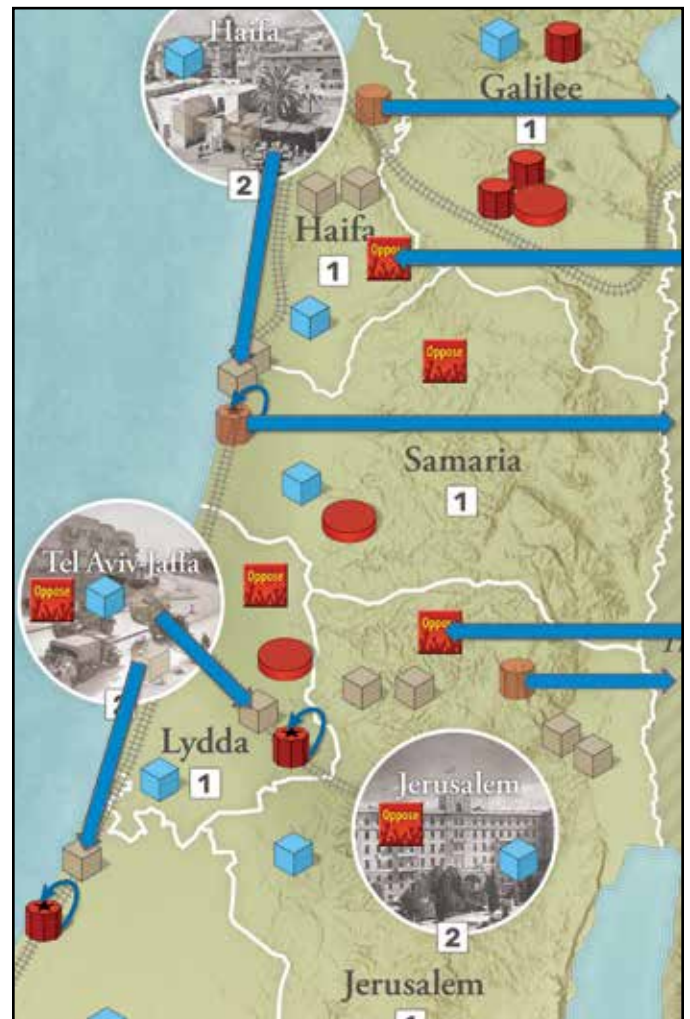 Haifa
2
Galilee
1
Haifa
1
Oppose
Oppose
Samaria
1
Tel Aviv-Jaffa
Oppose
Oppose
Oppose
Lydda
1
Jerusalem
Oppose
2
Jerusalem